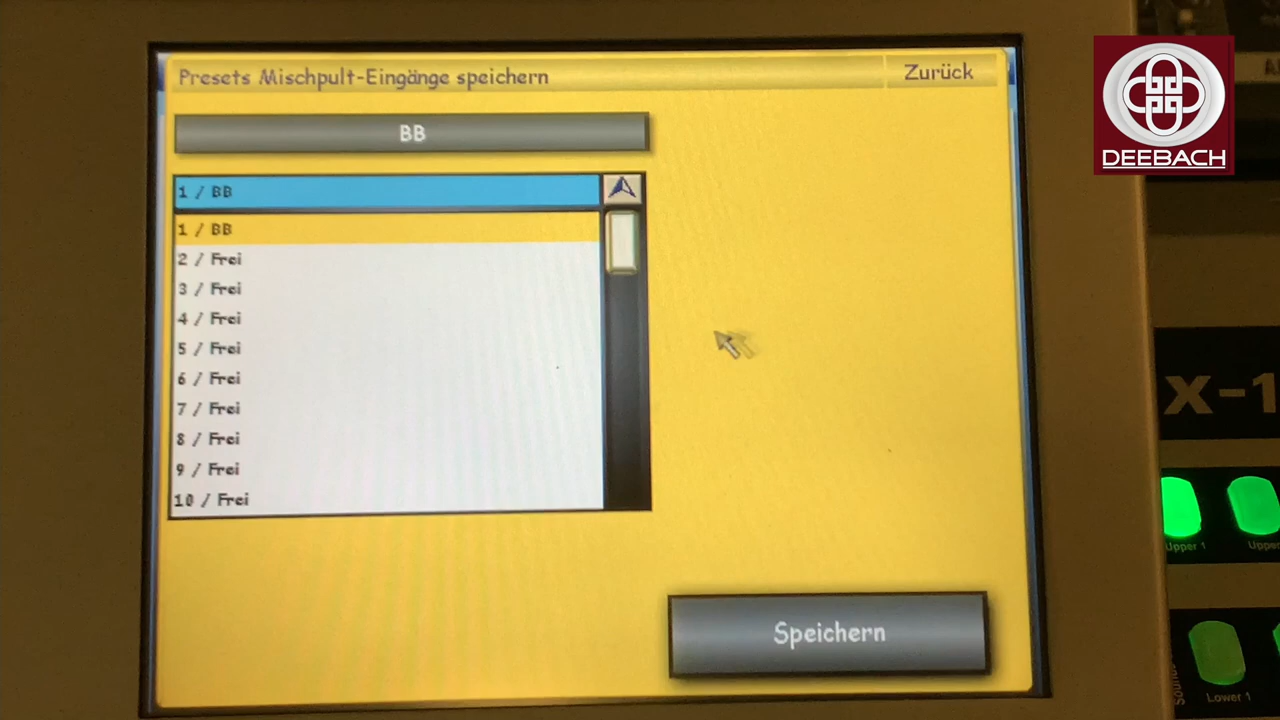 Presets Mischpult-Eingänge speichern
Zurück
BB
1 / BB
1 / BB
2 / Frei
3 / Frei
4 / Frei
5 / Frei
6 / Frei
7 / Frei
8 / Frei
9 / Frei
10 / Frei
Speichern
DEEBACH
X-1
Upper 1
Lower 1